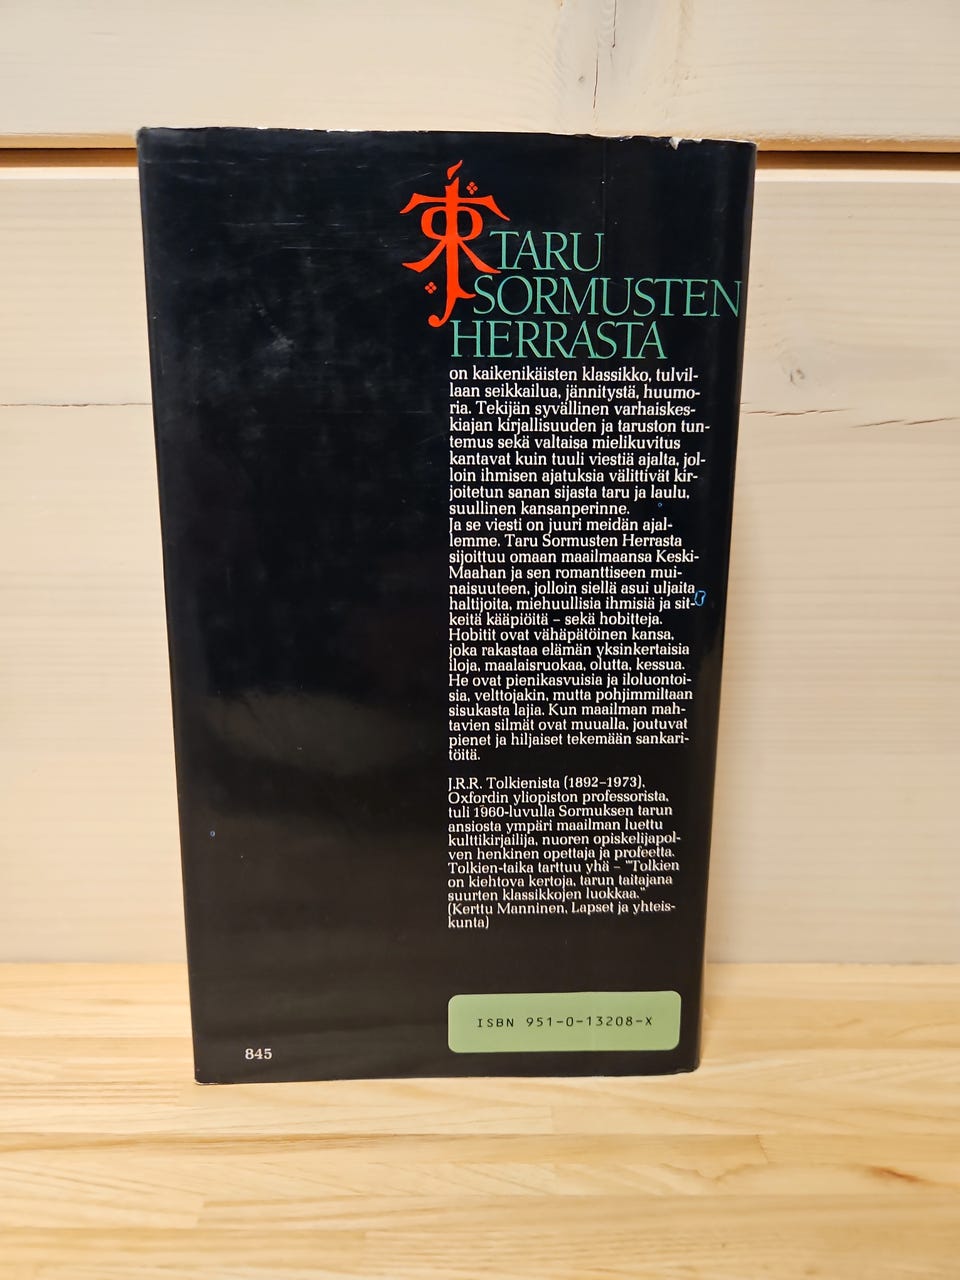 TARU
SORMUSTEN
HERRASTA
on kaikenikäisten klassikko, tulvil-
laan seikkailua, jännitystä, huumo-
ria. Tekijän syvällinen varhaiskes-
kiajan kirjallisuuden ja taruston tun-
temus sekä valtaisa mielikuvitus
kantavat kuin tuuli viestiä ajalta, jol-
loin ihmisen ajatuksia välittivät kir-
joitetun sanan sijasta taru ja laulu,
suullinen kansanperinne.
Ja se viesti on juuri meidän ajal-
lemme. Taru Sormusten Herrasta
sijoittuu omaan maailmaansa Keski-
Maahan ja sen romanttiseen mui-
naisuuteen, jolloin siellä asui uljaita
haltijoita, miehuullisia ihmisiä ja sit-
keitä kääpiöitä – sekä hobitteja.
Hobitit ovat vähäpätöinen kansa,
joka rakastaa elämän yksinkertaisia
iloja, maalaisruokaa, olutta, kessua.
He ovat pienikasvuisia ja iloluontoi-
sia, velttojakin, mutta pohjimmiltaan
sisukasta lajia. Kun maailman mah-
tavien silmät ovat muualla, joutuvat
pienet ja hiljaiset tekemään sankari-
töitä.
J.R.R. Tolkienista (1892–1973),
Oxfordin yliopiston professorista,
tuli 1960-luvulla Sormuksen tarun
ansiosta ympäri maailman luettu
kulttikirjailija, nuoren opiskelijapol-
ven henkinen opettaja ja profeetta.
Tolkien-taika tarttuu yhä – "Tolkien
on kiehtova kertoja, tarun taitajana
suurten klassikkojen luokkaa."
(Kerttu Manninen, Lapset ja yhteis-
kunta)
ISBN 951-0-13208-X
845